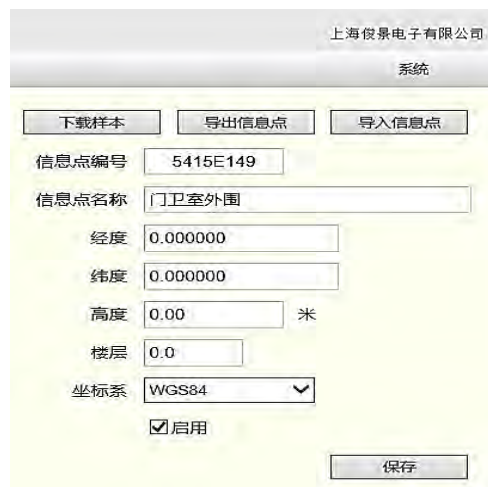 上海俊景电子有限公司
系统
下载样本 导出信息点 导入信息点
信息点编号 5415E149
信息点名称 门卫室外围
经度 0.000000
纬度 0.000000
高度 0.00 米
楼层 0.0
坐标系 WGS84
启用
保存